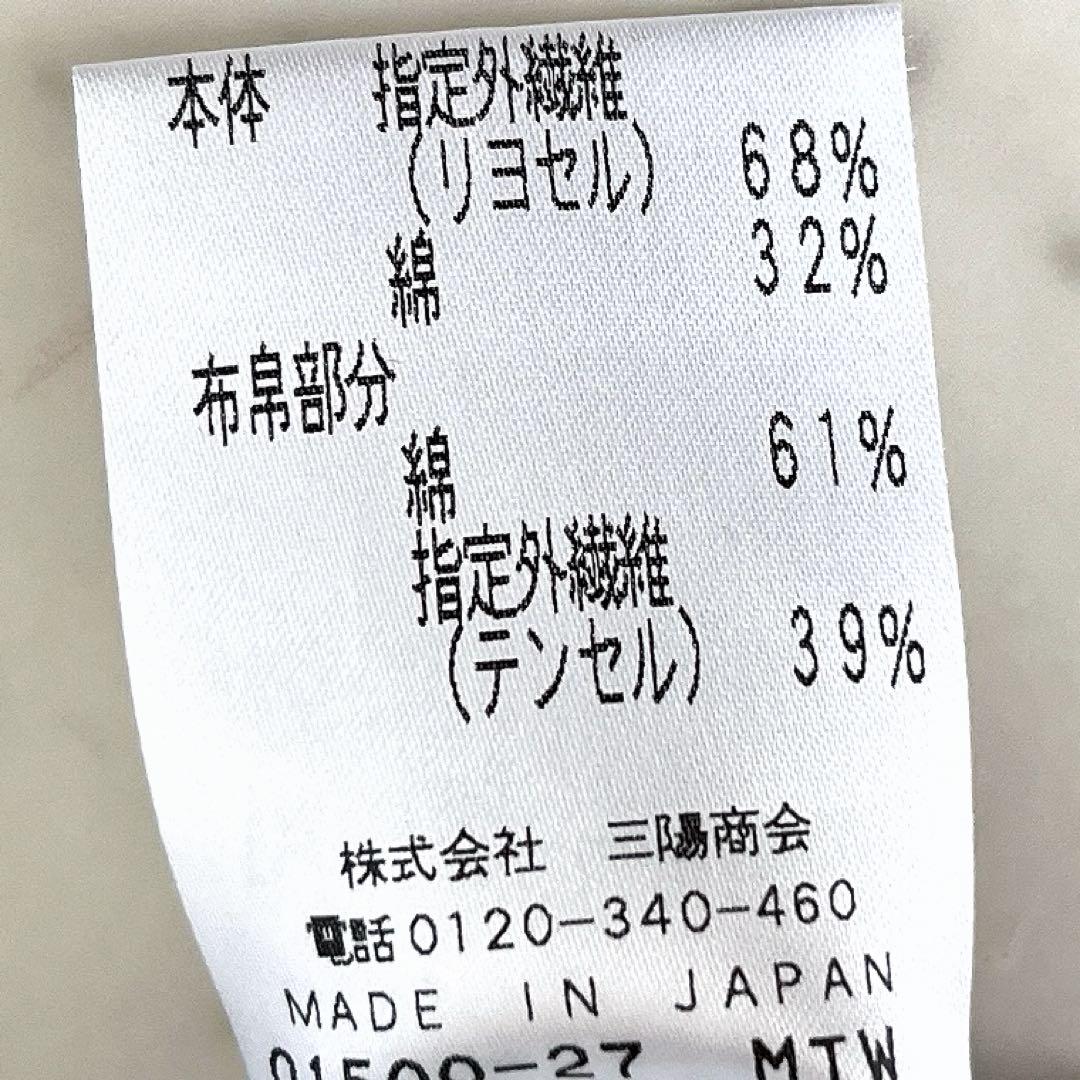 本体　指定外繊維
(リヨセル)　68%
綿　32%
布帛部分
綿　61%
指定外繊維
(テンセル)　39%
株式会社　三陽商会
電話0120-340-460
MADE IN JAPAN
MTW